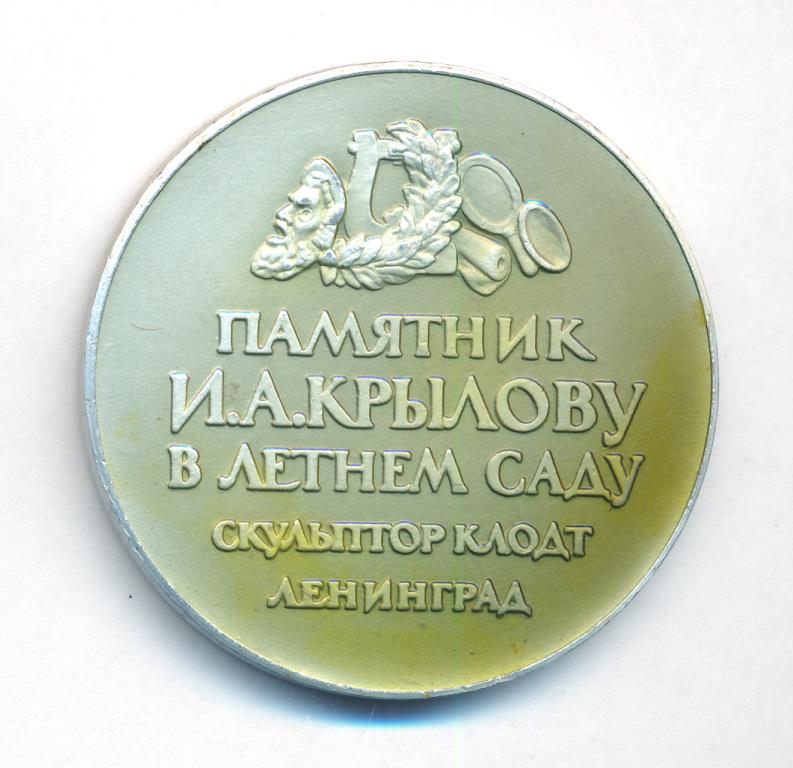 ПАМЯТНИК
И.А.КРЫЛОВУ
В ЛЕТНЕМ САДУ
СКУЛЬПТОР КЛОДТ
ЛЕНИНГРАД